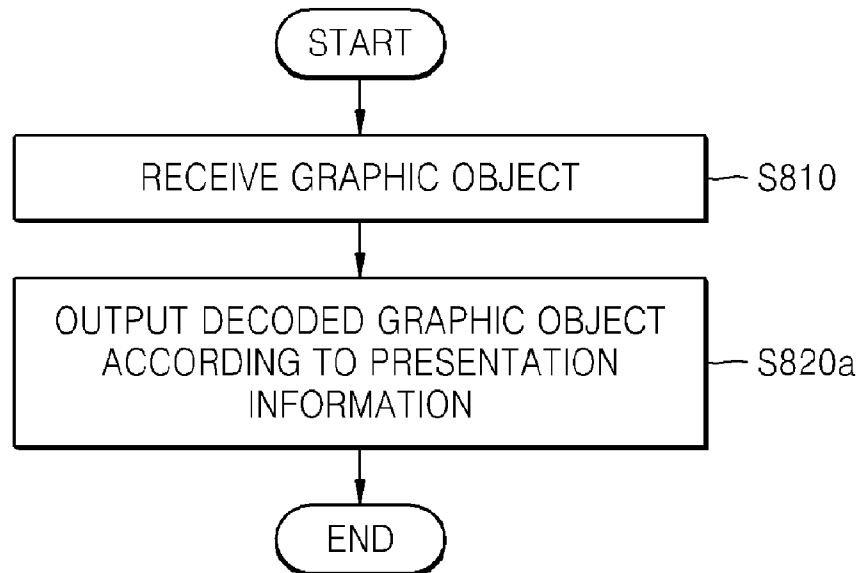 START
RECEIVE GRAPHIC OBJECT
S810
OUTPUT DECODED GRAPHIC OBJECT
ACCORDING TO PRESENTATION
INFORMATION
S820a
END